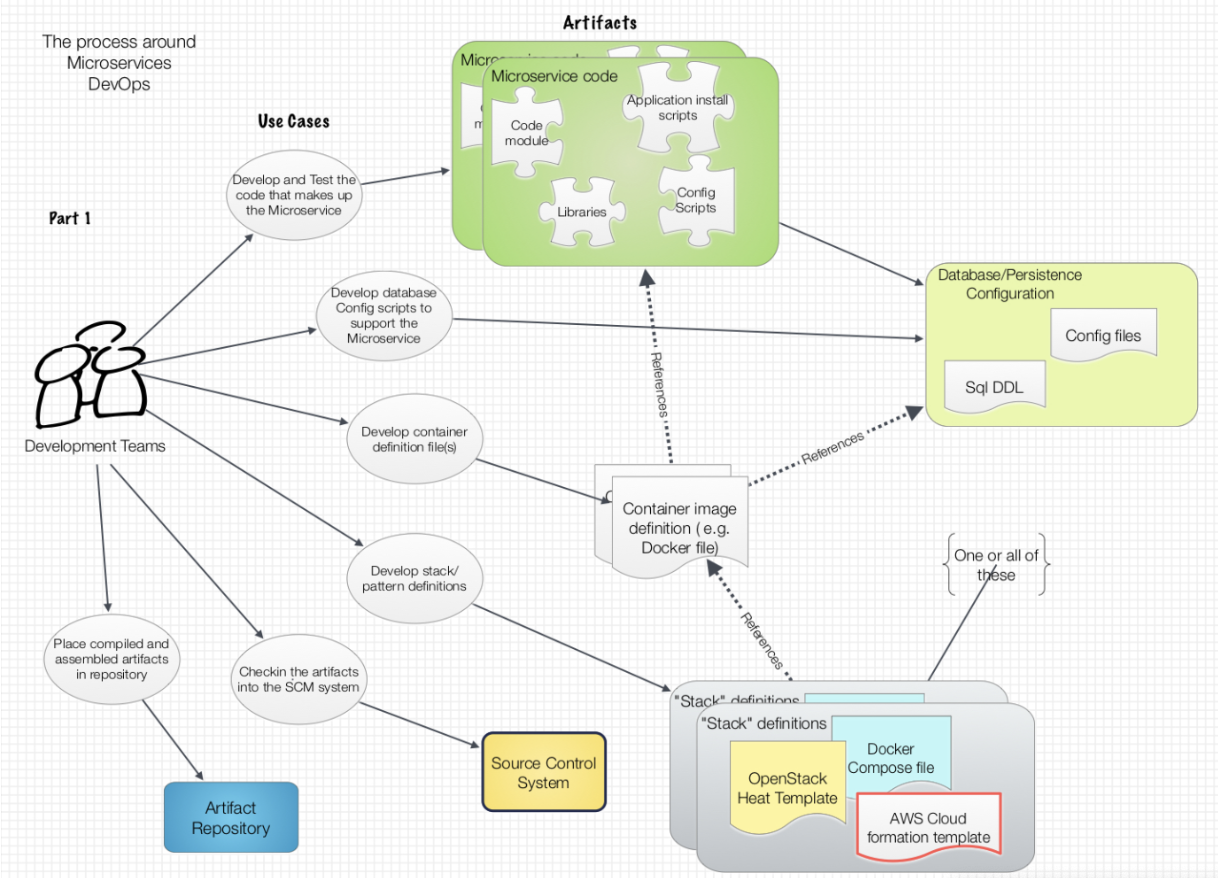 Artifacts
The process around
Microservices
DevOps
Microservice code
Microservice code
Application install
scripts
Code
module
Config
Scripts
Libraries
Use Cases
Develop and Test the
code that makes up
the Microservice
Part 1
Database/Persistence
Configuration
Config files
Sql DDL
Develop database
Config scripts to
support the
Microservice
References
Development Teams
Develop container
definition file(s)
References
Container image
definition ( e.g.
Docker file)
One or all of
these
Develop stack/
pattern definitions
References
Place compiled and
assembled artifacts
in repository
Checkin the artifacts
into the SCM system
"Stack" definitions
"Stack" definitions
Docker
Compose file
OpenStack
Heat Template
AWS Cloud
formation template
Source Control
System
Artifact
Repository